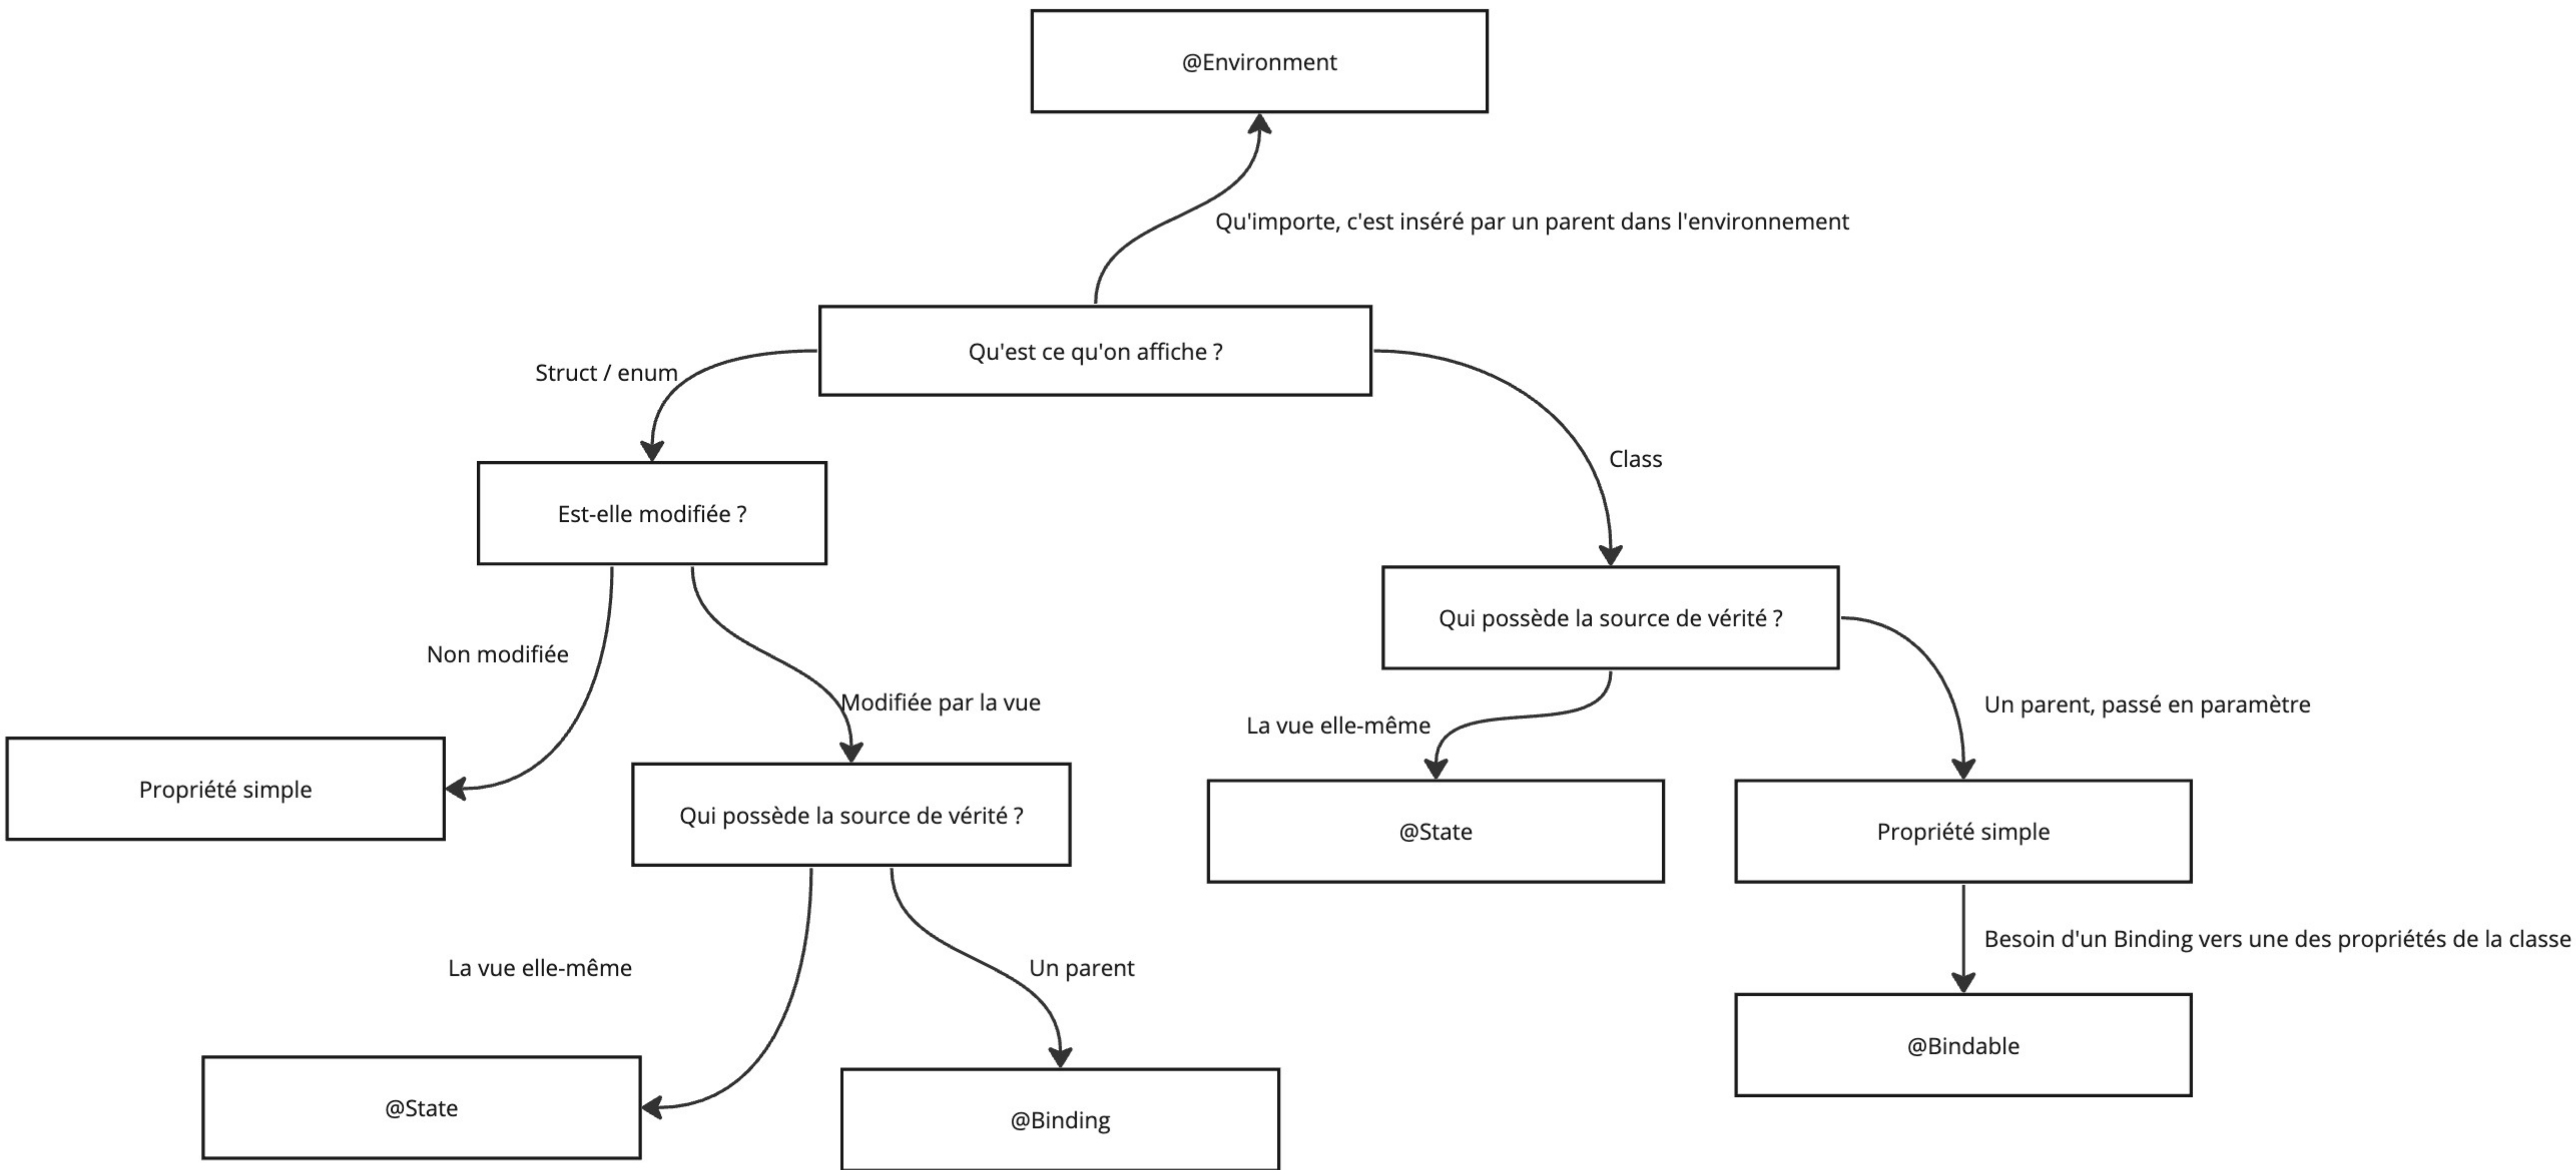 @Environment
Qu'importe, c'est inséré par un parent dans l'environnement
Qu'est ce qu'on affiche ?
Struct / enum
Class
Est-elle modifiée ?
Qui possède la source de vérité ?
Non modifiée
Modifiée par la vue
La vue elle-même
Un parent, passé en paramètre
Propriété simple
Qui possède la source de vérité ?
@State
Propriété simple
La vue elle-même
Un parent
Besoin d'un Binding vers une des propriétés de la classe
@State
@Binding
@Bindable